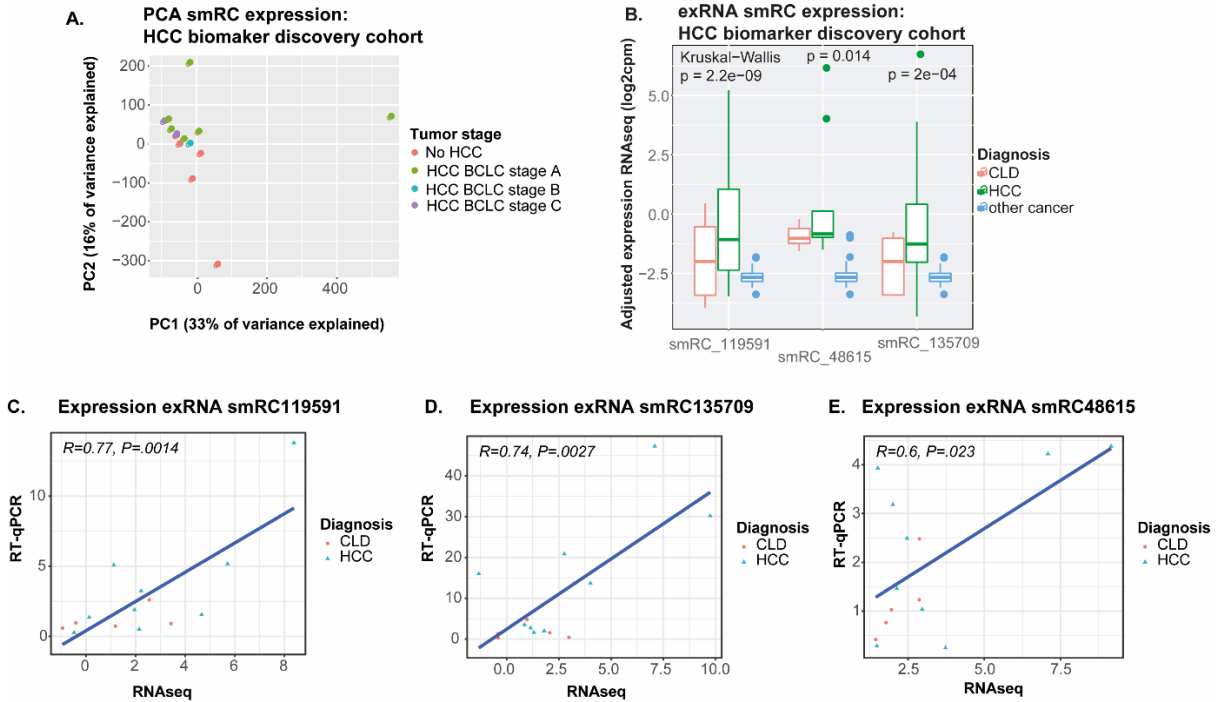 A.
PCA smRC expression:
HCC biomaker discovery cohort
200
100
0
−100
−200
−300
0
200
400
PC2 (16% of variance explained)
PC1 (33% of variance explained)
Tumor stage
No HCC
HCC BCLC stage A
HCC BCLC stage B
HCC BCLC stage C
B.
exRNA smRC expression:
HCC biomarker discovery cohort
Kruskal−Wallis
p = 2.2e−09
p = 0.014
p = 2e−04
5.0
2.5
0.0
−2.5
Adjusted expression RNAseq (log2cpm)
smRC_119591
smRC_48615
smRC_135709
Diagnosis
CLD
HCC
other cancer
C.
Expression exRNA smRC119591
R=0.77, P=.0014
10
5
0
0
2
4
6
8
RT-qPCR
RNAseq
Diagnosis
CLD
HCC
D.
Expression exRNA smRC135709
R=0.74, P=.0027
40
30
20
10
0
0.0
2.5
5.0
7.5
10.0
RT-qPCR
RNAseq
Diagnosis
CLD
HCC
E.
Expression exRNA smRC48615
R=0.6, P=.023
4
3
2
1
2.5
5.0
7.5
RT-qPCR
RNAseq
Diagnosis
CLD
HCC